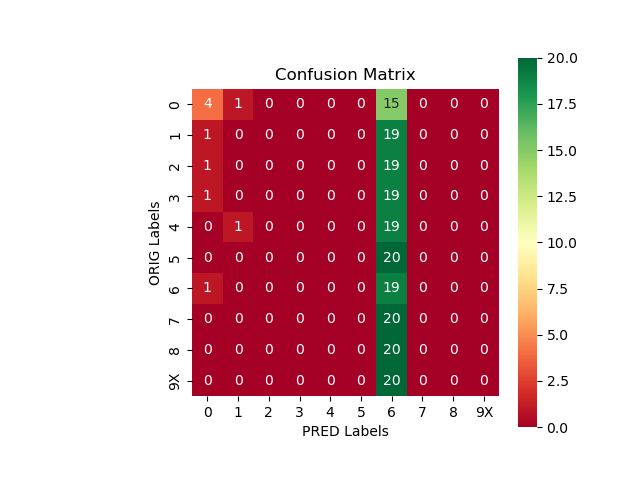 Confusion Matrix
ORIG Labels
0 4 1 0 0 0 0 15 0 0 0
1 1 0 0 0 0 0 19 0 0 0
2 1 0 0 0 0 0 19 0 0 0
3 1 0 0 0 0 0 19 0 0 0
4 0 1 0 0 0 0 19 0 0 0
5 0 0 0 0 0 0 20 0 0 0
6 1 0 0 0 0 0 19 0 0 0
7 0 0 0 0 0 0 20 0 0 0
8 0 0 0 0 0 0 20 0 0 0
9X 0 0 0 0 0 0 20 0 0 0
0 1 2 3 4 5 6 7 8 9X
PRED Labels
20.0
17.5
15.0
12.5
10.0
7.5
5.0
2.5
0.0